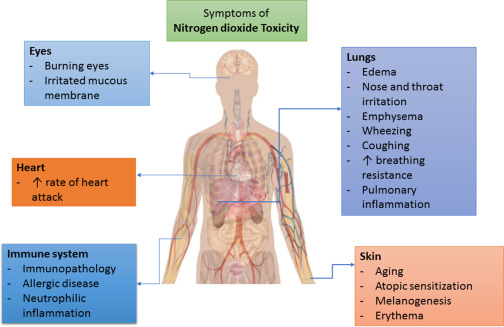 Symptoms of
Nitrogen dioxide Toxicity
Eyes
- Burning eyes
- Irritated mucous
membrane
Lungs
- Edema
- Nose and throat
irritation
- Emphysema
- Wheezing
- Coughing
- ↑ breathing
resistance
- Pulmonary
inflammation
Heart
- ↑ rate of heart
attack
Immune system
- Immunopathology
- Allergic disease
- Neutrophilic
inflammation
Skin
- Aging
- Atopic sensitization
- Melanogenesis
- Erythema